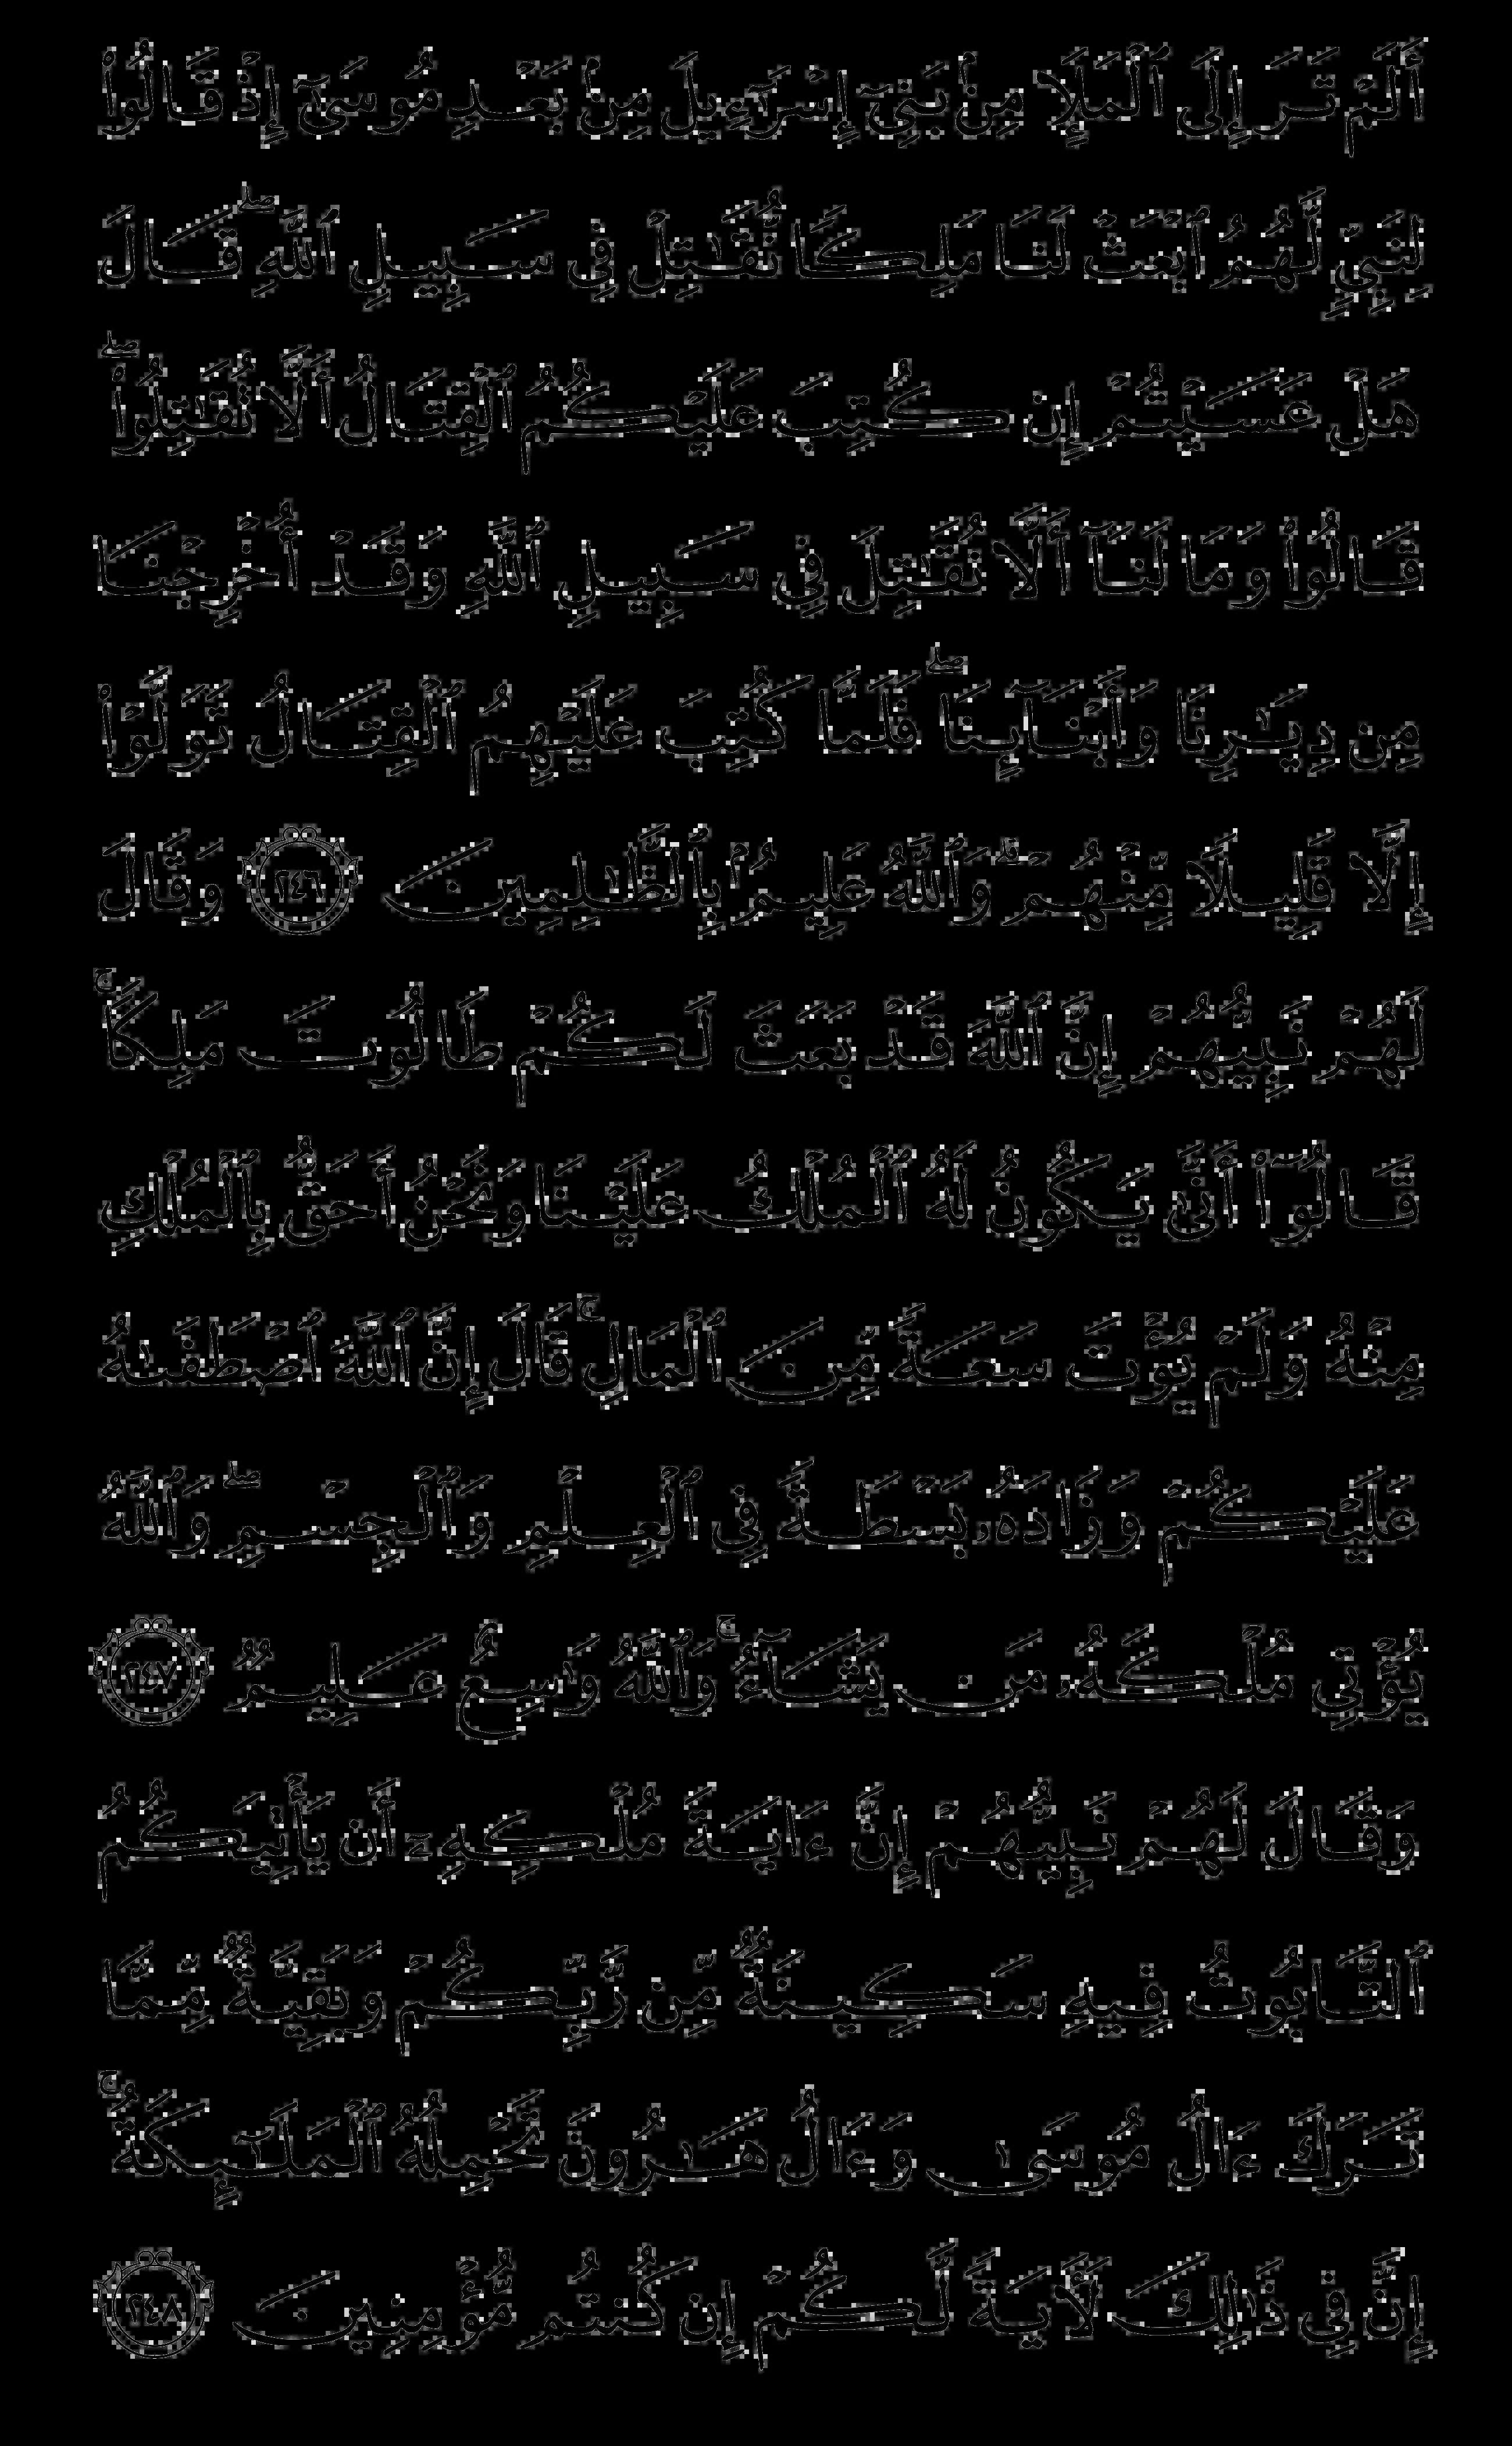 أَلَمْ تَرَ إِلَى ٱلْمَلَإِ مِنۢ بَنِىٓ إِسْرَٰٓءِيلَ مِنۢ بَعْدِ مُوسَىٰٓ إِذْ قَالُوا۟
لِنَبِىٍّ لَّهُمُ ٱبْعَثْ لَنَا مَلِكًا نُّقَٰتِلْ فِى سَبِيلِ ٱللَّهِ ۖ قَالَ
هَلْ عَسَيْتُمْ إِن كُتِبَ عَلَيْكُمُ ٱلْقِتَالُ أَلَّا تُقَٰتِلُوا۟ ۖ
قَالُوا۟ وَمَا لَنَآ أَلَّا نُقَٰتِلَ فِى سَبِيلِ ٱللَّهِ وَقَدْ أُخْرِجْنَا
مِن دِيَٰرِنَا وَأَبْنَآئِنَا ۖ فَلَمَّا كُتِبَ عَلَيْهِمُ ٱلْقِتَالُ تَوَلَّوْا۟
إِلَّا قَلِيلًا مِّنْهُمْ ۗ وَٱللَّهُ عَلِيمٌۢ بِٱلظَّٰلِمِينَ ٢٤٦ وَقَالَ
لَهُمْ نَبِيُّهُمْ إِنَّ ٱللَّهَ قَدْ بَعَثَ لَكُمْ طَالُوتَ مَلِكًا ۚ
قَالُوٓا۟ أَنَّىٰ يَكُونُ لَهُ ٱلْمُلْكُ عَلَيْنَا وَنَحْنُ أَحَقُّ بِٱلْمُلْكِ
مِنْهُ وَلَمْ يُؤْتَ سَعَةً مِّنَ ٱلْمَالِ ۚ قَالَ إِنَّ ٱللَّهَ ٱصْطَفَىٰهُ
عَلَيْكُمْ وَزَادَهُۥ بَسْطَةً فِى ٱلْعِلْمِ وَٱلْجِسْمِ ۖ وَٱللَّهُ
يُؤْتِى مُلْكَهُۥ مَن يَشَآءُ ۚ وَٱللَّهُ وَٰسِعٌ عَلِيمٌ ٢٤٧
وَقَالَ لَهُمْ نَبِيُّهُمْ إِنَّ ءَايَةَ مُلْكِهِۦٓ أَن يَأْتِيَكُمُ
ٱلتَّابُوتُ فِيهِ سَكِينَةٌ مِّن رَّبِّكُمْ وَبَقِيَّةٌ مِّمَّا
تَرَكَ ءَالُ مُوسَىٰ وَءَالُ هَٰرُونَ تَحْمِلُهُ ٱلْمَلَٰٓئِكَةُ ۚ
إِنَّ فِى ذَٰلِكَ لَءَايَةً لَّكُمْ إِن كُنتُم مُّؤْمِنِينَ ٢٤٨